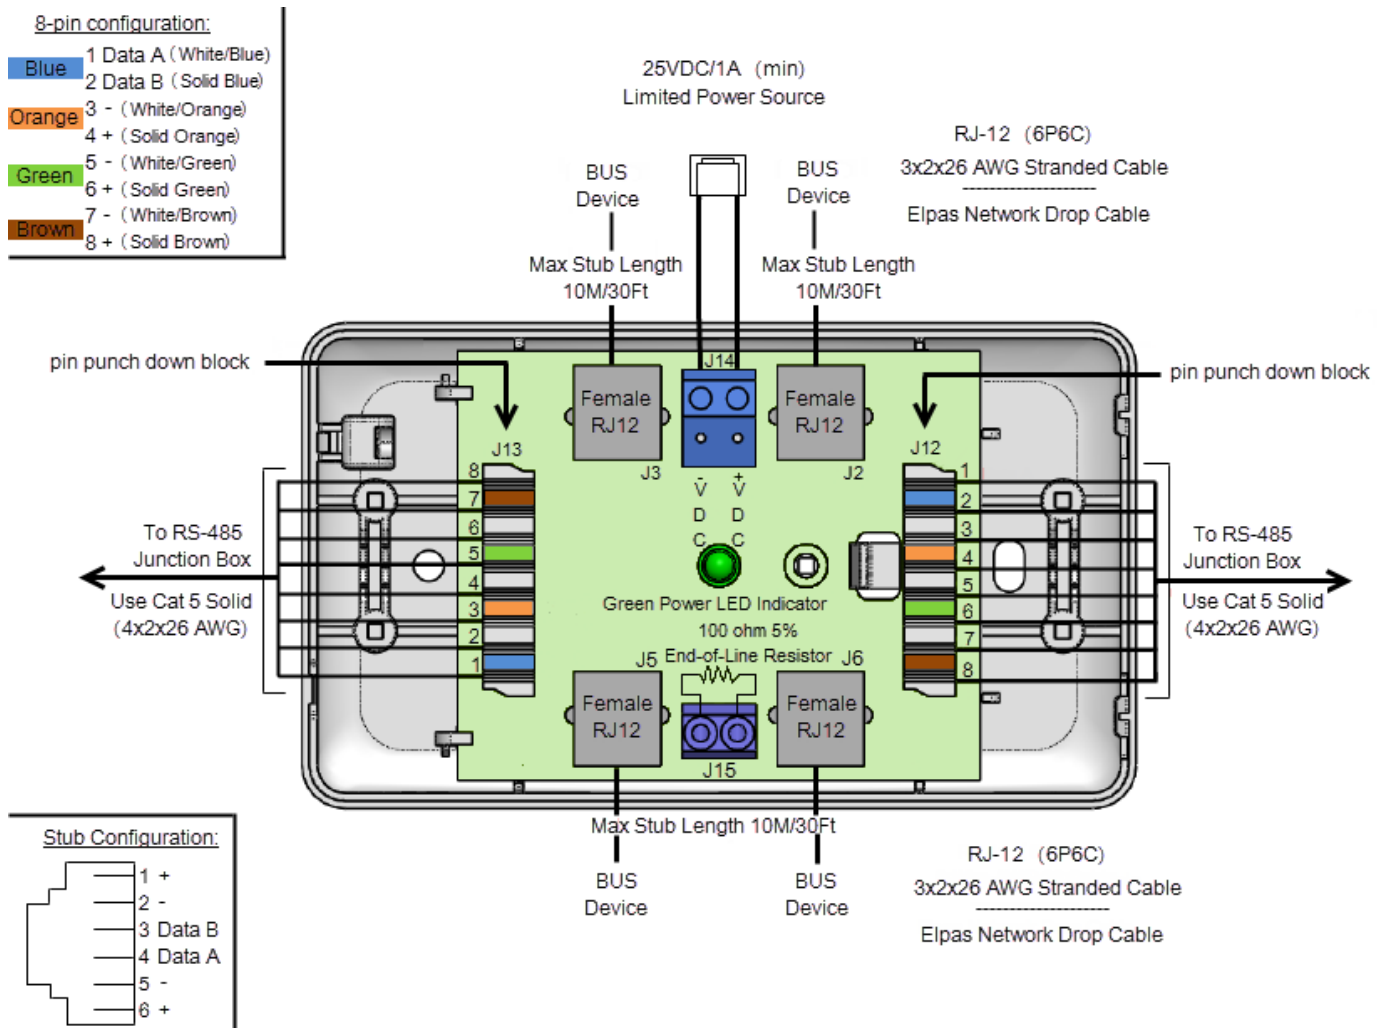 8-pin configuration:
Blue
1 Data A (White/Blue)
2 Data B (Solid Blue)
Orange
3 - (White/Orange)
4 + (Solid Orange)
Green
5 - (White/Green)
6 + (Solid Green)
Brown
7 - (White/Brown)
8 + (Solid Brown)
25VDC/1A (min)
Limited Power Source
RJ-12 (6P6C)
3x2x26 AWG Stranded Cable
Elpas Network Drop Cable
BUS
Device
Max Stub Length
10M/30Ft
BUS
Device
Max Stub Length
10M/30Ft
pin punch down block
pin punch down block
J14
Female
RJ12
J3
Female
RJ12
J2
J13
8
7
6
5
4
3
2
1
J12
1
2
3
4
5
6
7
8
- VDC
+ VDC
To RS-485
Junction Box
Use Cat 5 Solid
(4x2x26 AWG)
To RS-485
Junction Box
Use Cat 5 Solid
(4x2x26 AWG)
Green Power LED Indicator
100 ohm 5%
End-of-Line Resistor
J5
Female
RJ12
J6
Female
RJ12
J15
Max Stub Length 10M/30Ft
BUS
Device
BUS
Device
RJ-12 (6P6C)
3x2x26 AWG Stranded Cable
Elpas Network Drop Cable
Stub Configuration:
1 +
2 -
3 Data B
4 Data A
5 -
6 +